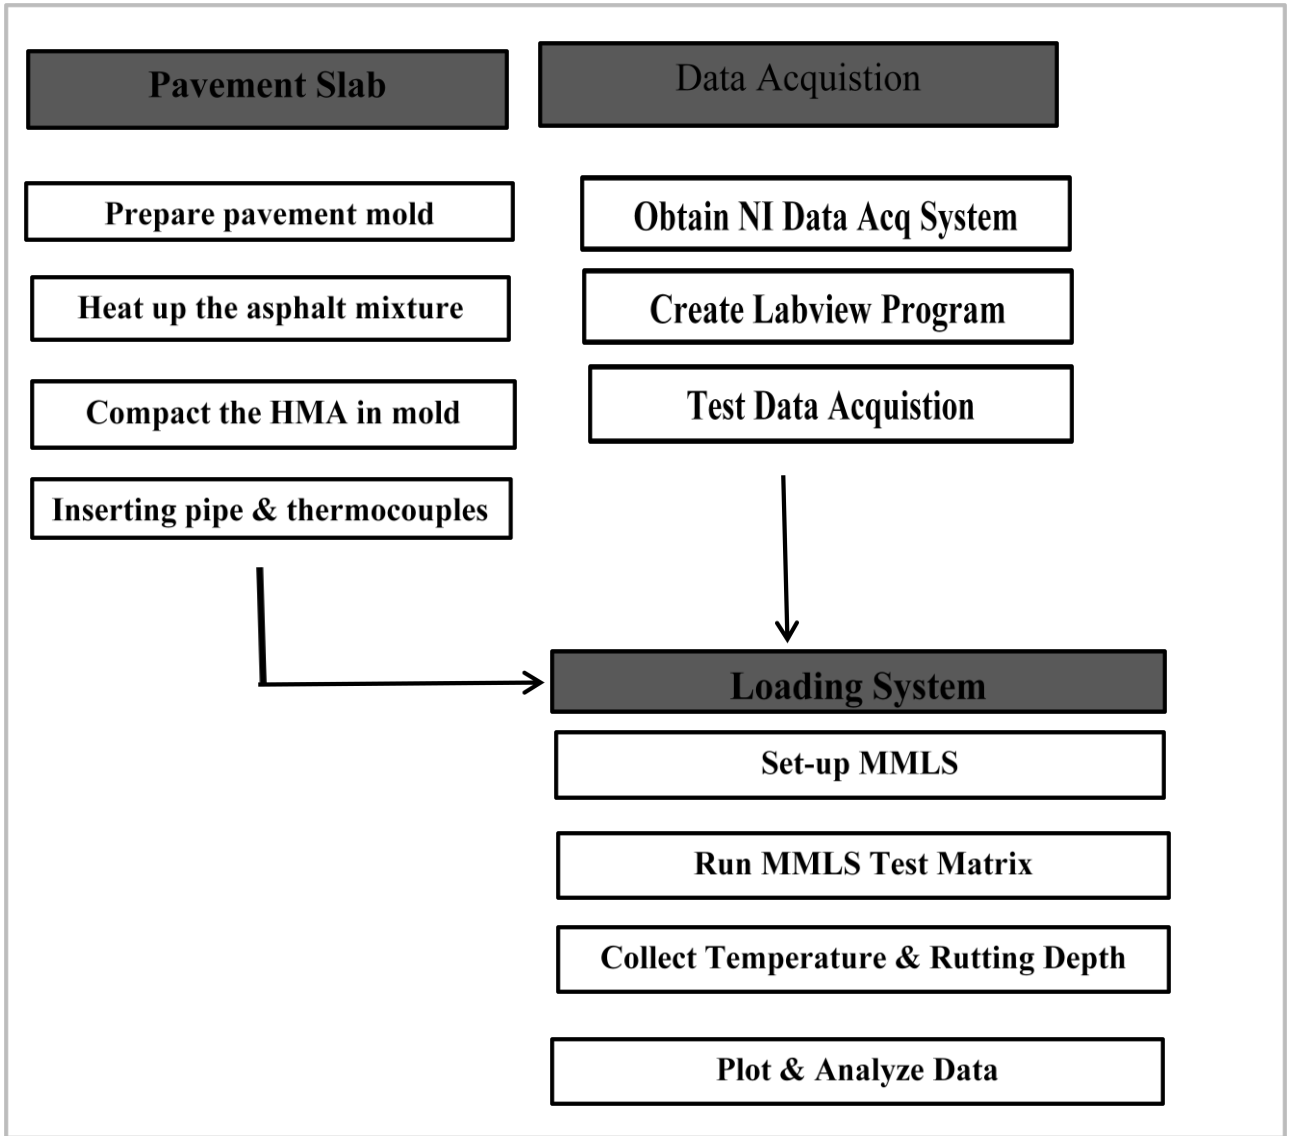 Pavement Slab
Prepare pavement mold
Heat up the asphalt mixture
Compact the HMA in mold
Inserting pipe & thermocouples
Data Acquistion
Obtain NI Data Acq System
Create Labview Program
Test Data Acquistion
Loading System
Set-up MMLS
Run MMLS Test Matrix
Collect Temperature & Rutting Depth
Plot & Analyze Data